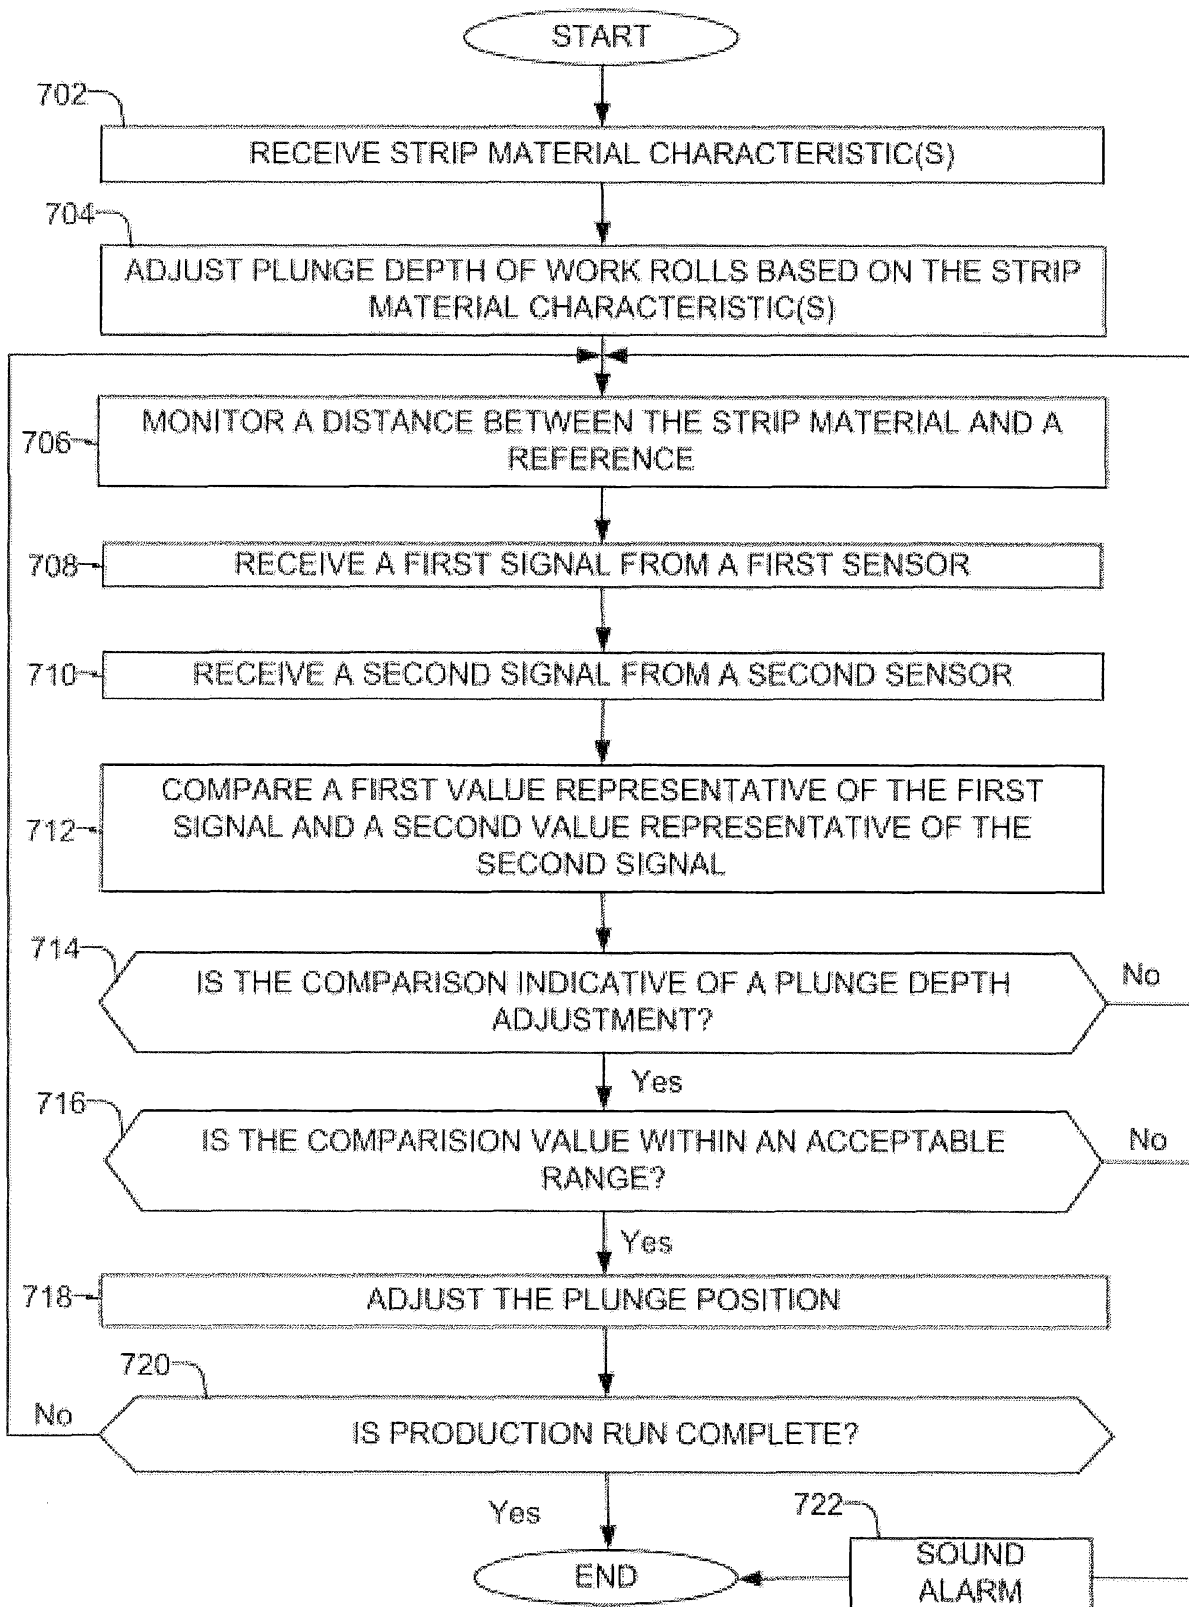 START
702
RECEIVE STRIP MATERIAL CHARACTERISTIC(S)
704
ADJUST PLUNGE DEPTH OF WORK ROLLS BASED ON THE STRIP
MATERIAL CHARACTERISTIC(S)
706
MONITOR A DISTANCE BETWEEN THE STRIP MATERIAL AND A
REFERENCE
708
RECEIVE A FIRST SIGNAL FROM A FIRST SENSOR
710
RECEIVE A SECOND SIGNAL FROM A SECOND SENSOR
712
COMPARE A FIRST VALUE REPRESENTATIVE OF THE FIRST
SIGNAL AND A SECOND VALUE REPRESENTATIVE OF THE
SECOND SIGNAL
714
IS THE COMPARISON INDICATIVE OF A PLUNGE DEPTH
ADJUSTMENT?
No
Yes
716
IS THE COMPARISION VALUE WITHIN AN ACCEPTABLE
RANGE?
No
Yes
718
ADJUST THE PLUNGE POSITION
720
No
IS PRODUCTION RUN COMPLETE?
Yes
722
END
SOUND
ALARM